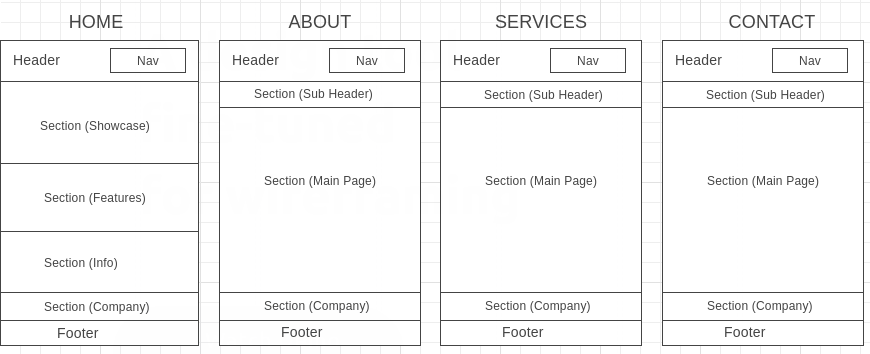 HOME
Header
Nav
Section (Showcase)
Section (Features)
Section (Info)
Section (Company)
Footer
ABOUT
Header
Nav
Section (Sub Header)
Section (Main Page)
Section (Company)
Footer
SERVICES
Header
Nav
Section (Sub Header)
Section (Main Page)
Section (Company)
Footer
CONTACT
Header
Nav
Section (Sub Header)
Section (Main Page)
Section (Company)
Footer